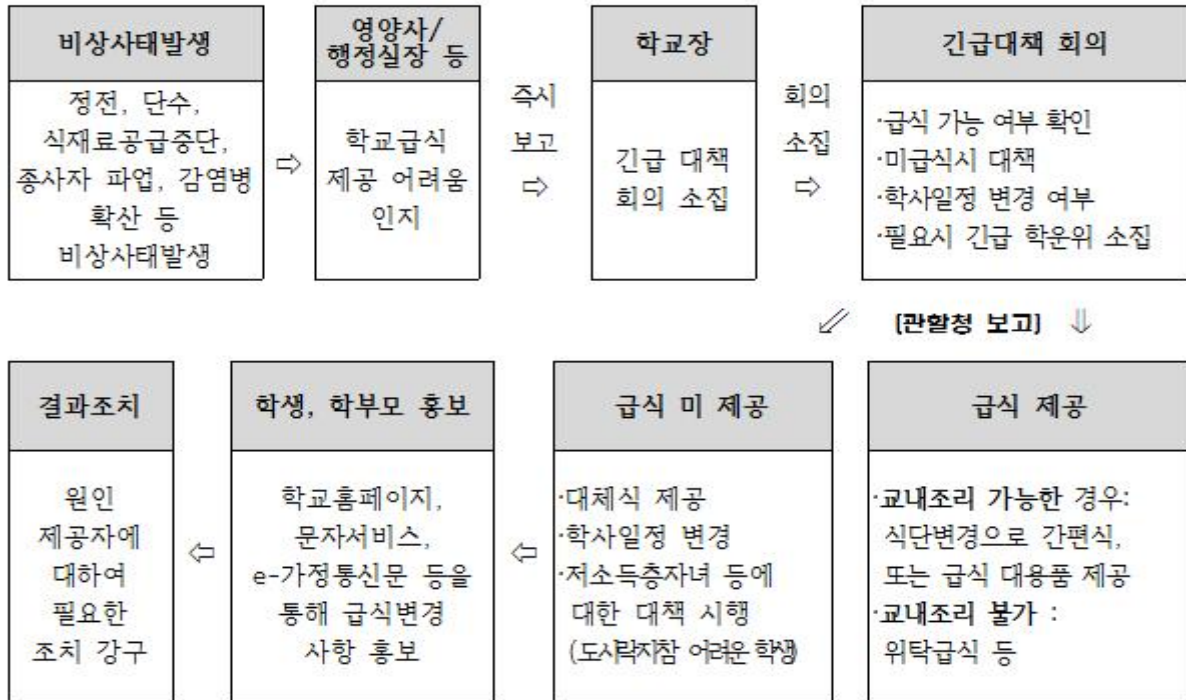 비상사태발생
정전, 단수,
식재료공급중단,
종사자 파업, 감염병
확산 등
비상사태발생
⇨
영양사/
행정실장 등
학교급식
제공 어려움
인지
즉시
보고
⇨
학교장
긴급 대책
회의 소집
회의
소집
⇨
긴급대책 회의
·급식 가능 여부 확인
·미급식시 대책
·학사일정 변경 여부
·필요시 긴급 학운위 소집
⇙ [관할청 보고] ⇓
급식 제공
·교내조리 가능한 경우:
식단변경으로 간편식,
또는 급식 대용품 제공
·교내조리 불가 :
위탁급식 등
급식 미 제공
·대체식 제공
·학사일정 변경
·저소득층자녀 등에
대한 대책 시행
(도시락지참 어려운 학생)
⇦
학생, 학부모 홍보
학교홈페이지,
문자서비스,
e-가정통신문 등을
통해 급식변경
사항 홍보
⇦
결과조치
원인
제공자에
대하여
필요한
조치 강구